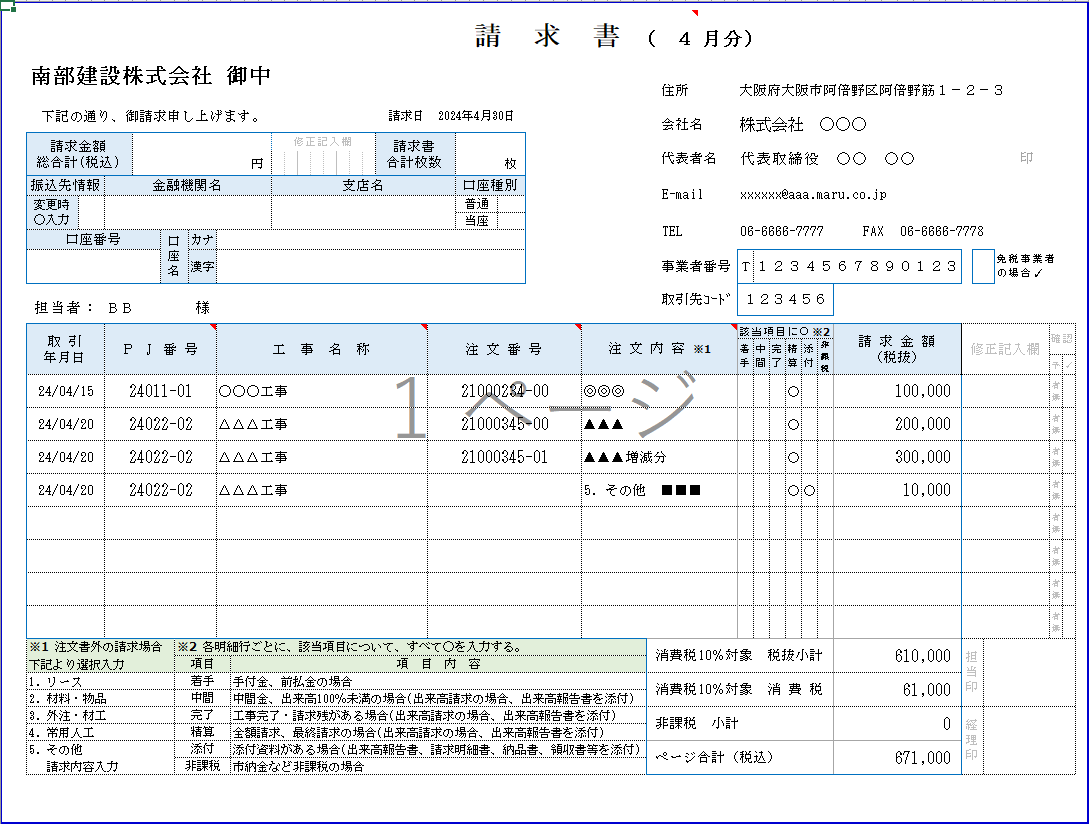 請 求 書 （ 4 月分）
南部建設株式会社 御中
住所 大阪府大阪市阿倍野区阿倍野筋１－２－３
下記の通り、御請求申し上げます。 請求日 2024年4月30日
会社名 株式会社 〇〇〇
代表者名 代表取締役 〇〇 〇〇 印
E-mail xxxxxx@aaa.maru.co.jp
TEL 06-6666-7777 FAX 06-6666-7778
事業者番号 T 1 2 3 4 5 6 7 8 9 0 1 2 3 免税事業者の場合✓
取引先ｺｰﾄﾞ 1 2 3 4 5 6
請求金額 総合計(税込) 円 修正記入欄 請求書 合計枚数 枚
振込先情報 金融機関名 支店名 口座種別
変更時 〇入力 普通
当座
口座番号 口座名 カナ
漢字
担当者： ＢＢ 様
取 引 年月日 ＰＪ番号 工 事 名 称 注文番号 注文内容 ※1 該当項目に〇 ※2 請求金額 (税抜) 修正記入欄 確認
着手 中間 完了 精算 添付 非課税 予 ✓
24/04/15 24011-01 〇〇〇工事 21000234-00 ◎◎◎ 〇 100,000
24/04/20 24022-02 △△△工事 21000345-00 ▲▲▲ 〇 200,000
24/04/20 24022-02 △△△工事 21000345-01 ▲▲▲増減分 〇 300,000
24/04/20 24022-02 △△△工事 5. その他 ■■■ 〇 〇 10,000
1 ページ
※1 注文書外の請求場合
下記より選択入力
1. リース
2. 材料・物品
3. 外注・材工
4. 常用人工
5. その他
請求内容入力
※2 各明細行ごとに、該当項目について、すべて〇を入力する。
項目 項 目 内 容
着手 手付金、前払金の場合
中間 中間金、出来高100%未満の場合(出来高請求の場合、出来高報告書を添付)
完了 工事完了・請求残がある場合(出来高請求の場合、出来高報告書を添付)
精算 全額請求、最終請求の場合(出来高請求の場合、出来高報告書を添付)
添付 添付資料がある場合(出来高報告書、請求明細書、納品書、領収書等を添付)
非課税 市納金など非課税の場合
消費税10%対象 税抜小計 610,000
消費税10%対象 消 費 税 61,000
非課税 小計 0
ページ合計（税込） 671,000
担当印
経理印